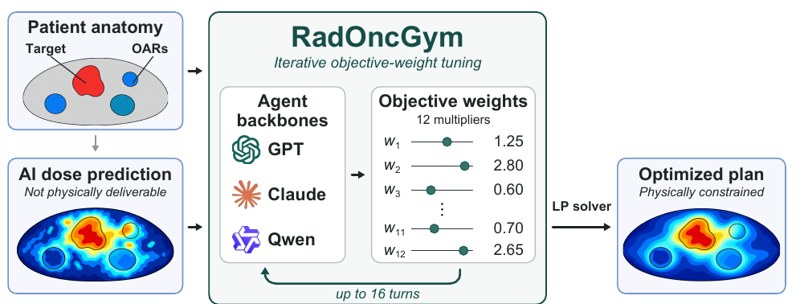 Patient anatomy
Target
OARs
AI dose prediction
Not physically deliverable
RadOncGym
Iterative objective-weight tuning
Agent
backbones
GPT
Claude
Qwen
Objective weights
12 multipliers
w1 1.25
w2 2.80
w3 0.60
⋮
w11 0.70
w12 2.65
up to 16 turns
LP solver
Optimized plan
Physically constrained